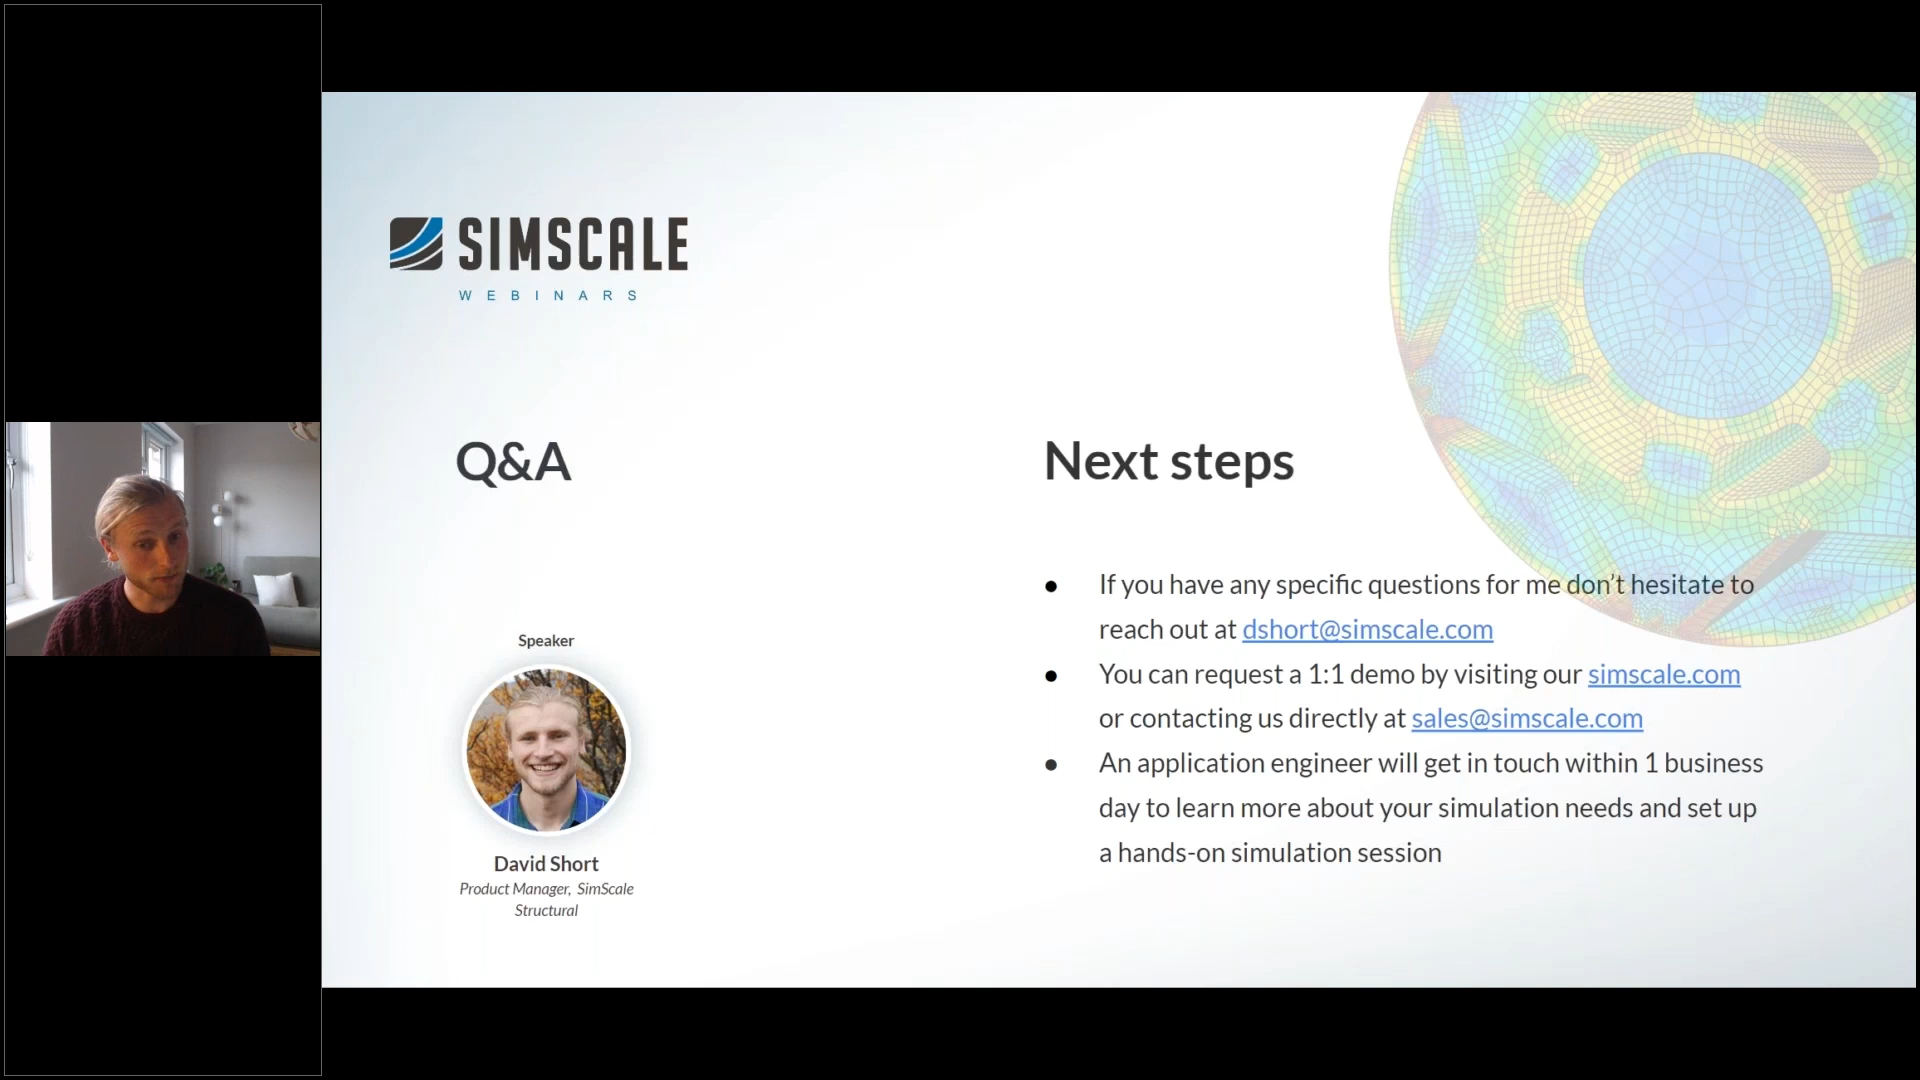 SIMSCALE
WEBINARS
Q&A
Speaker
David Short
Product Manager, SimScale
Structural
Next steps
● If you have any specific questions for me don’t hesitate to
reach out at dshort@simscale.com
● You can request a 1:1 demo by visiting our simscale.com
or contacting us directly at sales@simscale.com
● An application engineer will get in touch within 1 business
day to learn more about your simulation needs and set up
a hands-on simulation session